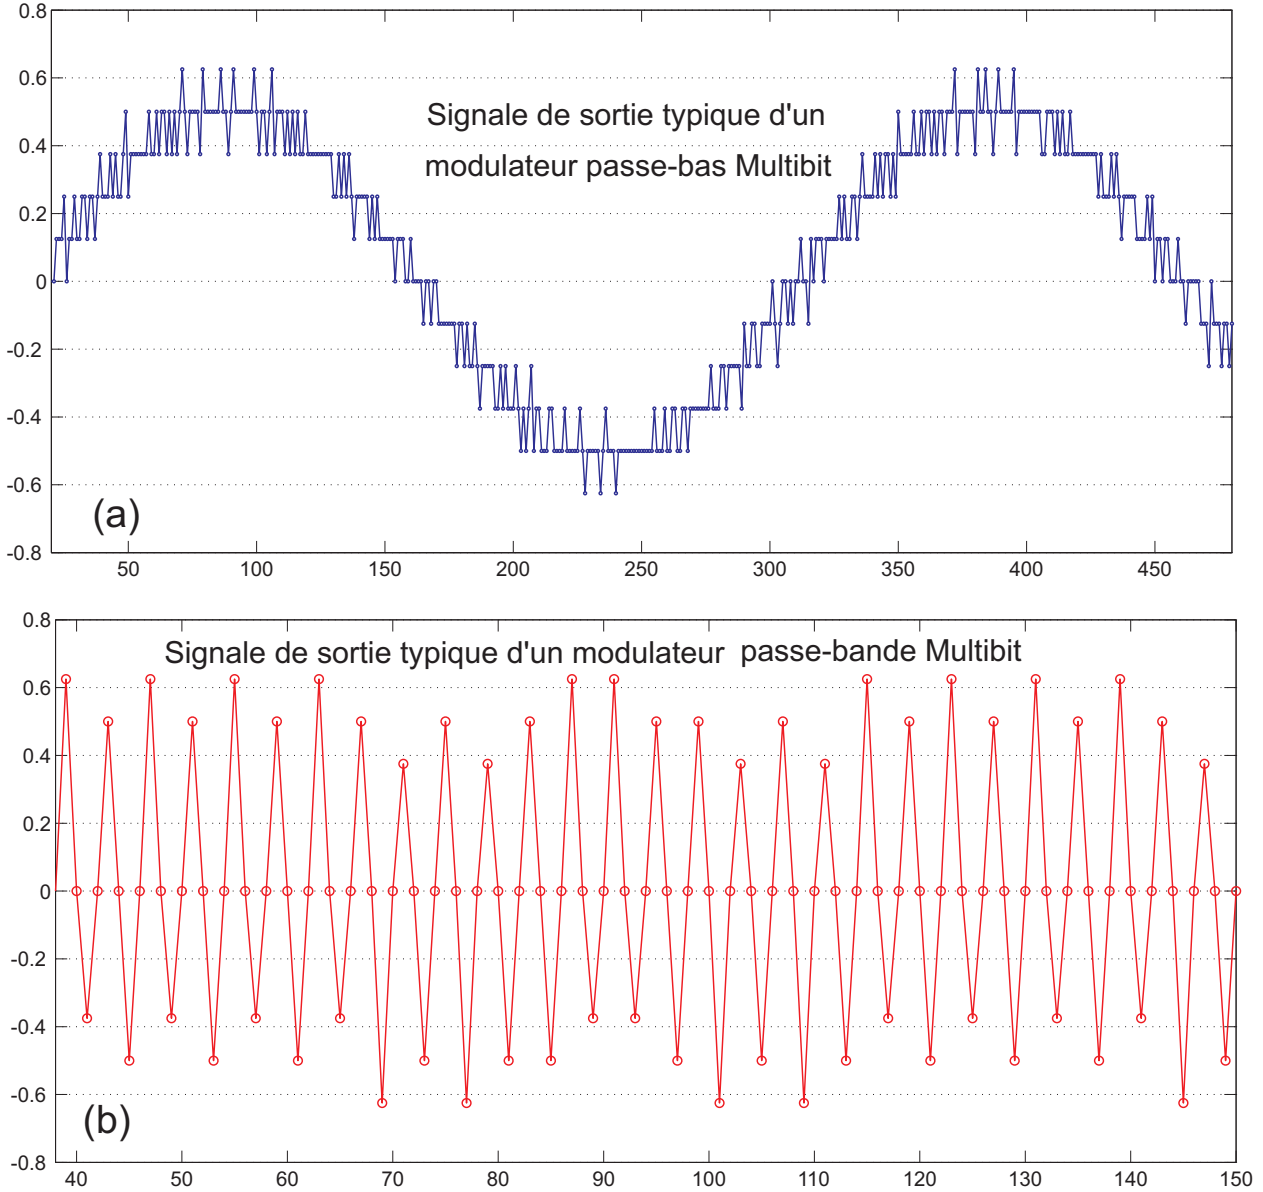 0.8
0.6
0.4
0.2
0
-0.2
-0.4
-0.6
-0.8
Signale de sortie typique d'un
modulateur passe-bas Multibit
(a)
50 100 150 200 250 300 350 400 450
0.8
0.6
0.4
0.2
0
-0.2
-0.4
-0.6
-0.8
Signale de sortie typique d'un modulateur passe-bande Multibit
(b)
40 50 60 70 80 90 100 110 120 130 140 150